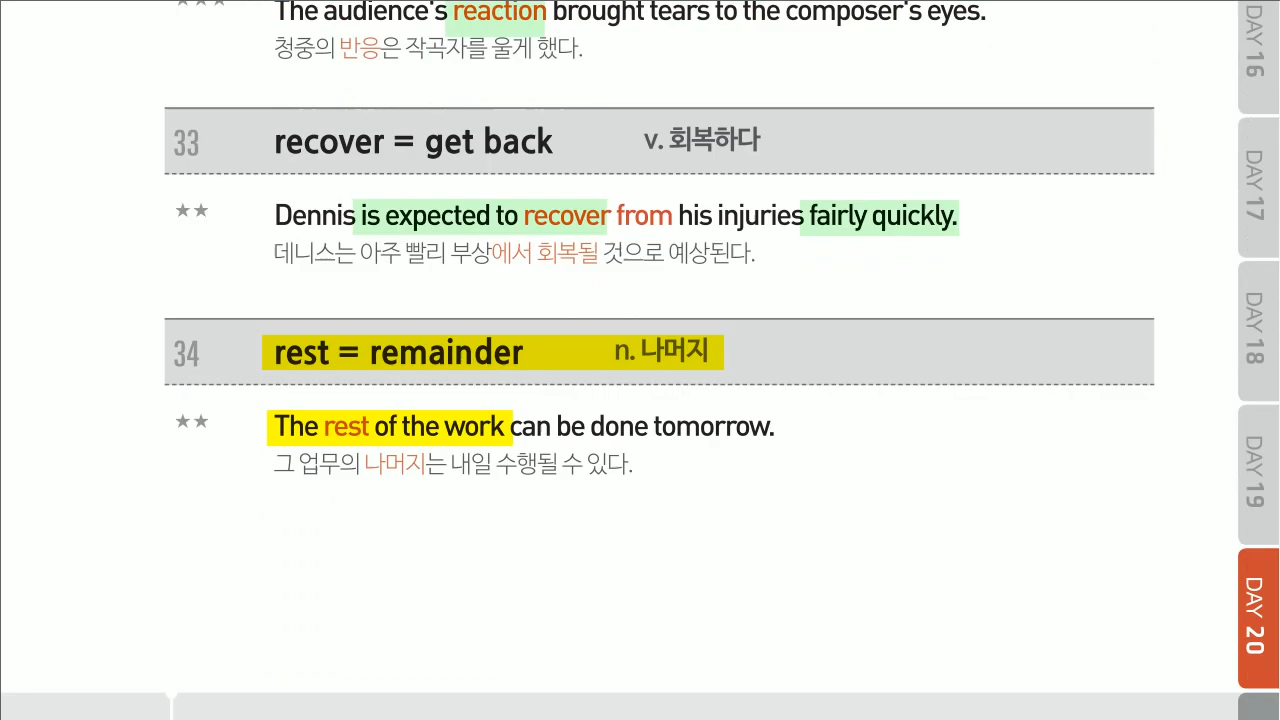 ★★★
The audience's reaction brought tears to the composer's eyes.
청중의 반응은 작곡자를 울게 했다.
33 recover = get back v. 회복하다
★★ Dennis is expected to recover from his injuries fairly quickly.
데니스는 아주 빨리 부상에서 회복될 것으로 예상된다.
34 rest = remainder n. 나머지
★★ The rest of the work can be done tomorrow.
그 업무의 나머지는 내일 수행될 수 있다.
DAY 16
DAY 17
DAY 18
DAY 19
DAY 20